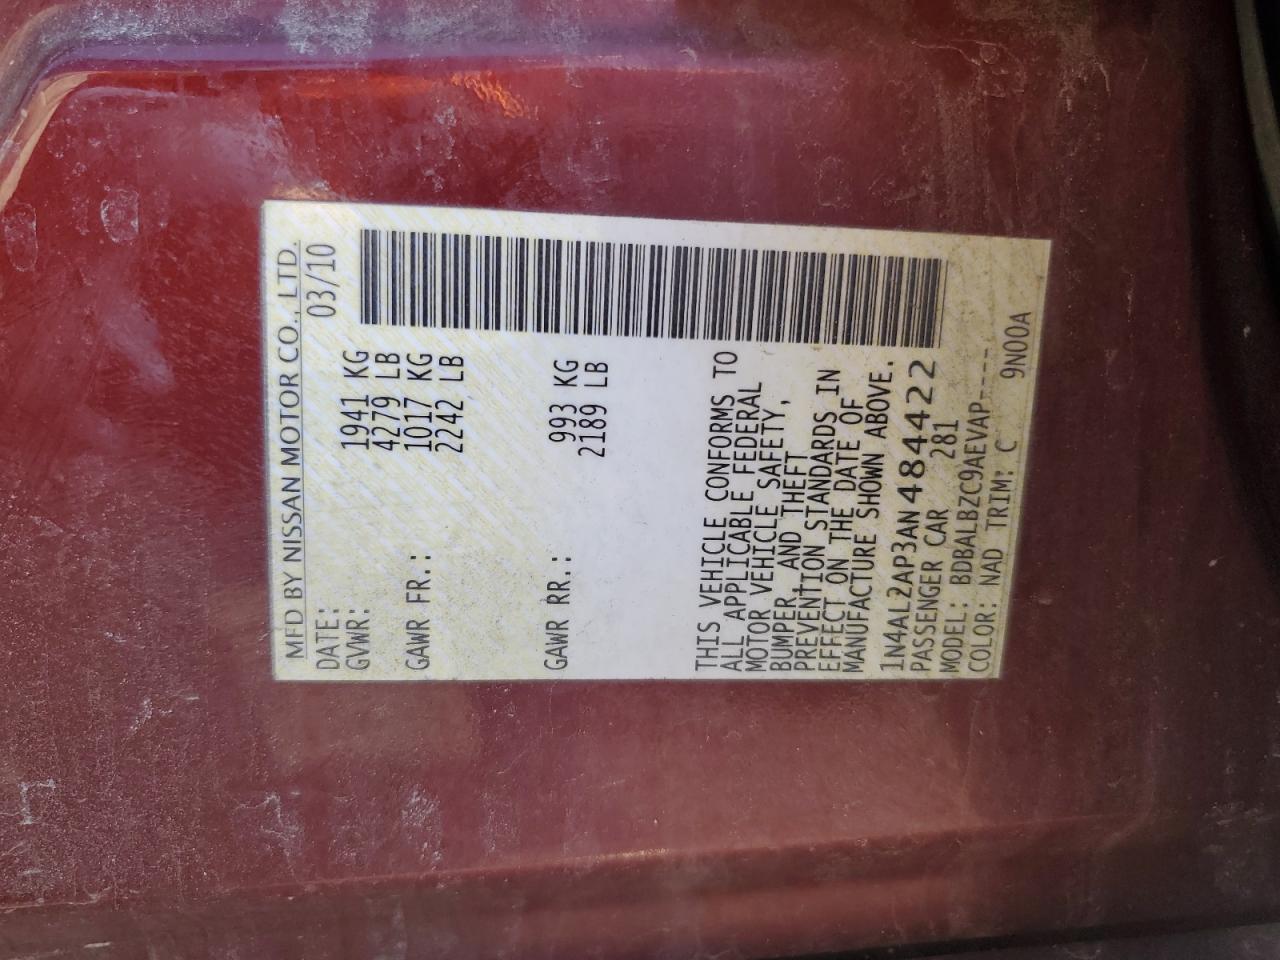 MFD BY NISSAN MOTOR CO., LTD.
DATE: 03/10
GVWR: 1941 KG
4279 LB
GAWR FR.: 1017 KG
2242 LB
GAWR RR.: 993 KG
2189 LB
THIS VEHICLE CONFORMS TO
ALL APPLICABLE FEDERAL
MOTOR VEHICLE SAFETY,
BUMPER, AND THEFT
PREVENTION STANDARDS IN
EFFECT ON THE DATE OF
MANUFACTURE SHOWN ABOVE.
1N4AL2AP3AN484422
PASSENGER CAR 281
MODEL: BDBALBZC9AEVAP----
COLOR: NAD TRIM: C 9N00A